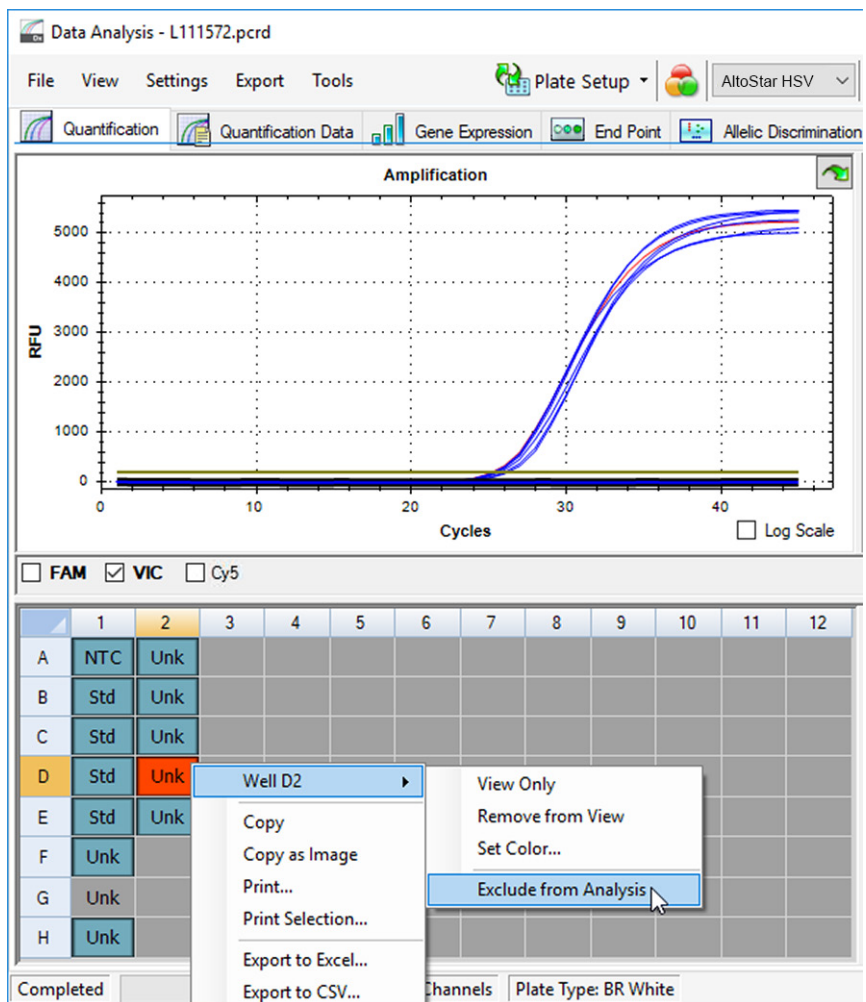 Data Analysis - L111572.pcrd
File View Settings Export Tools Plate Setup AltoStar HSV
Quantification Quantification Data Gene Expression End Point Allelic Discrimination
Amplification
RFU
5000
4000
3000
2000
1000
0
0 10 20 30 40
Cycles
Log Scale
FAM VIC Cy5
1 2 3 4 5 6 7 8 9 10 11 12
A NTC Unk
B Std Unk
C Std Unk
D Std Unk Well D2 View Only
Remove from View
E Std Unk Copy Set Color...
F Unk Copy as Image
G Unk Print... Exclude from Analysis
Print Selection...
H Unk
Export to Excel...
Completed Export to CSV... Channels Plate Type: BR White